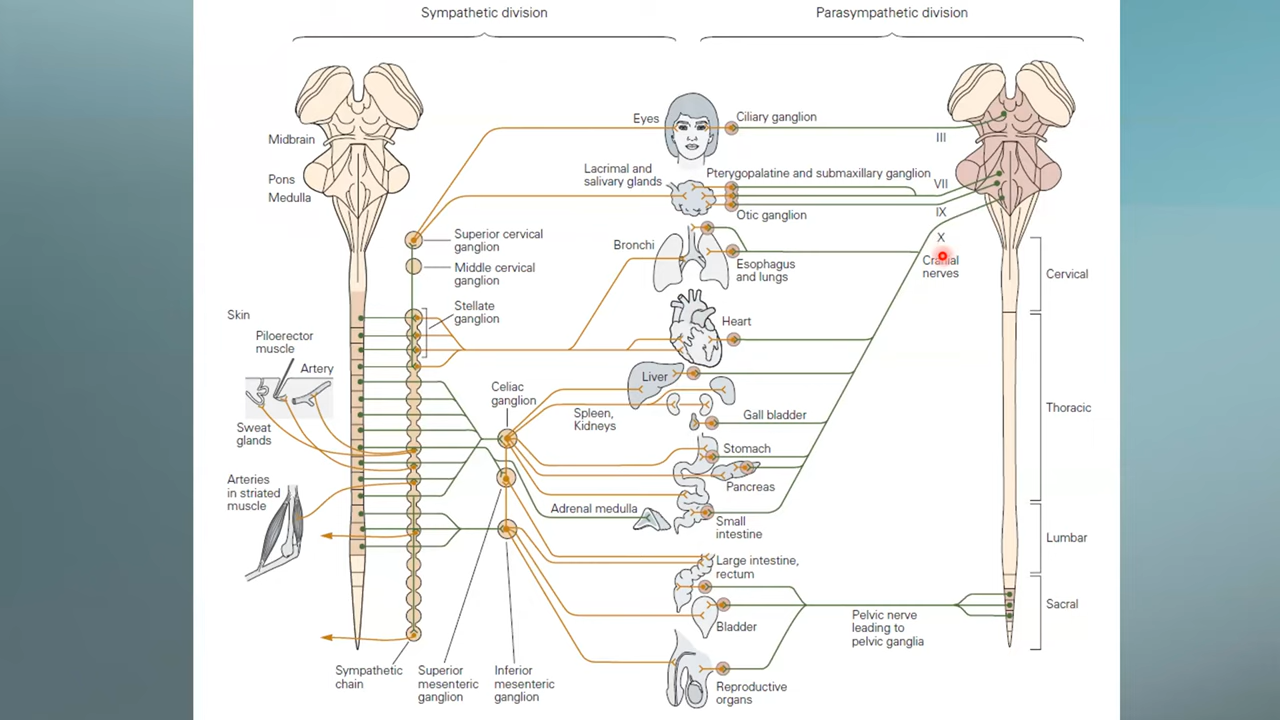 Sympathetic division
Parasympathetic division
Midbrain
Pons
Medulla
Eyes
Ciliary ganglion
III
Lacrimal and
salivary glands
Pterygopalatine and submaxillary ganglion
VII
Otic ganglion
IX
Superior cervical
ganglion
Middle cervical
ganglion
Stellate
ganglion
Bronchi
Esophagus
and lungs
X
Cranial
nerves
Cervical
Skin
Piloerector
muscle
Artery
Sweat
glands
Arteries
in striated
muscle
Heart
Liver
Celiac
ganglion
Spleen,
Kidneys
Gall bladder
Stomach
Pancreas
Adrenal medulla
Small
intestine
Thoracic
Large intestine,
rectum
Lumbar
Bladder
Pelvic nerve
leading to
pelvic ganglia
Sacral
Sympathetic
chain
Superior
mesenteric
ganglion
Inferior
mesenteric
ganglion
Reproductive
organs